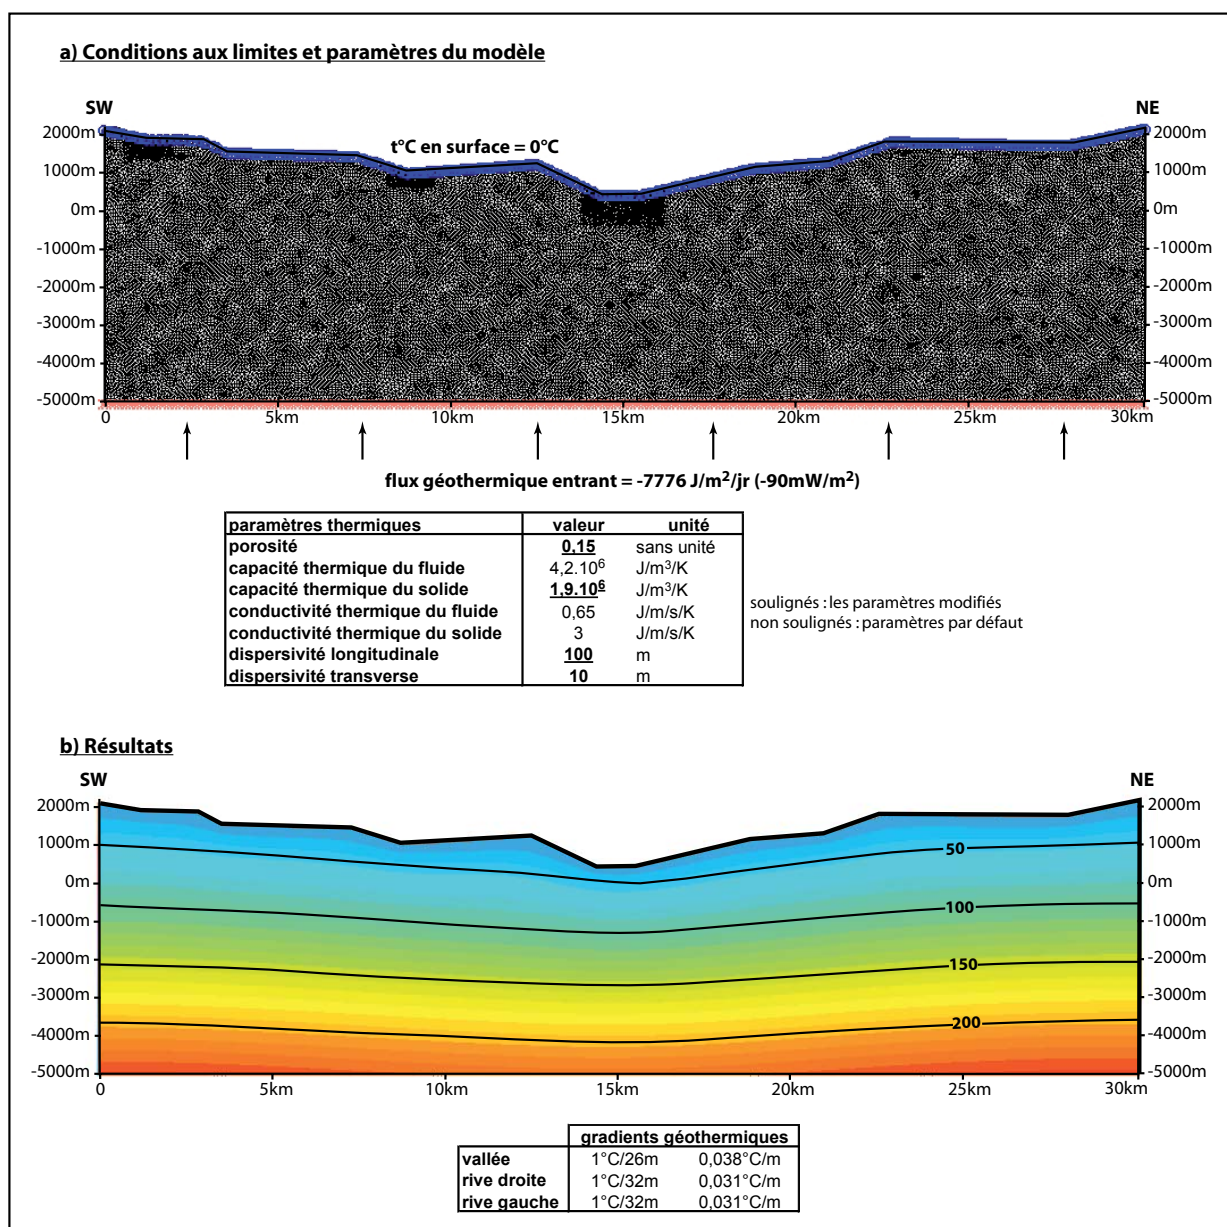 a) Conditions aux limites et paramètres du modèle
SW
NE
t°C en surface = 0°C
2000m
1000m
0m
-1000m
-2000m
-3000m
-4000m
-5000m
2000m
1000m
0m
-1000m
-2000m
-3000m
-4000m
-5000m
0 5km 10km 15km 20km 25km 30km
flux géothermique entrant = -7776 J/m²/jr (-90mW/m²)
paramètres thermiques valeur unité
porosité 0,15 sans unité
capacité thermique du fluide 4,2.10⁶ J/m³/K
capacité thermique du solide 1,9.10⁶ J/m³/K
conductivité thermique du fluide 0,65 J/m/s/K
conductivité thermique du solide 3 J/m/s/K
dispersivité longitudinale 100 m
dispersivité transverse 10 m
soulignés : les paramètres modifiés
non soulignés : paramètres par défaut
b) Résultats
SW
NE
2000m
1000m
0m
-1000m
-2000m
-3000m
-4000m
-5000m
50
100
150
200
2000m
1000m
0m
-1000m
-2000m
-3000m
-4000m
-5000m
0 5km 10km 15km 20km 25km 30km
gradients géothermiques
vallée 1°C/26m 0,038°C/m
rive droite 1°C/32m 0,031°C/m
rive gauche 1°C/32m 0,031°C/m